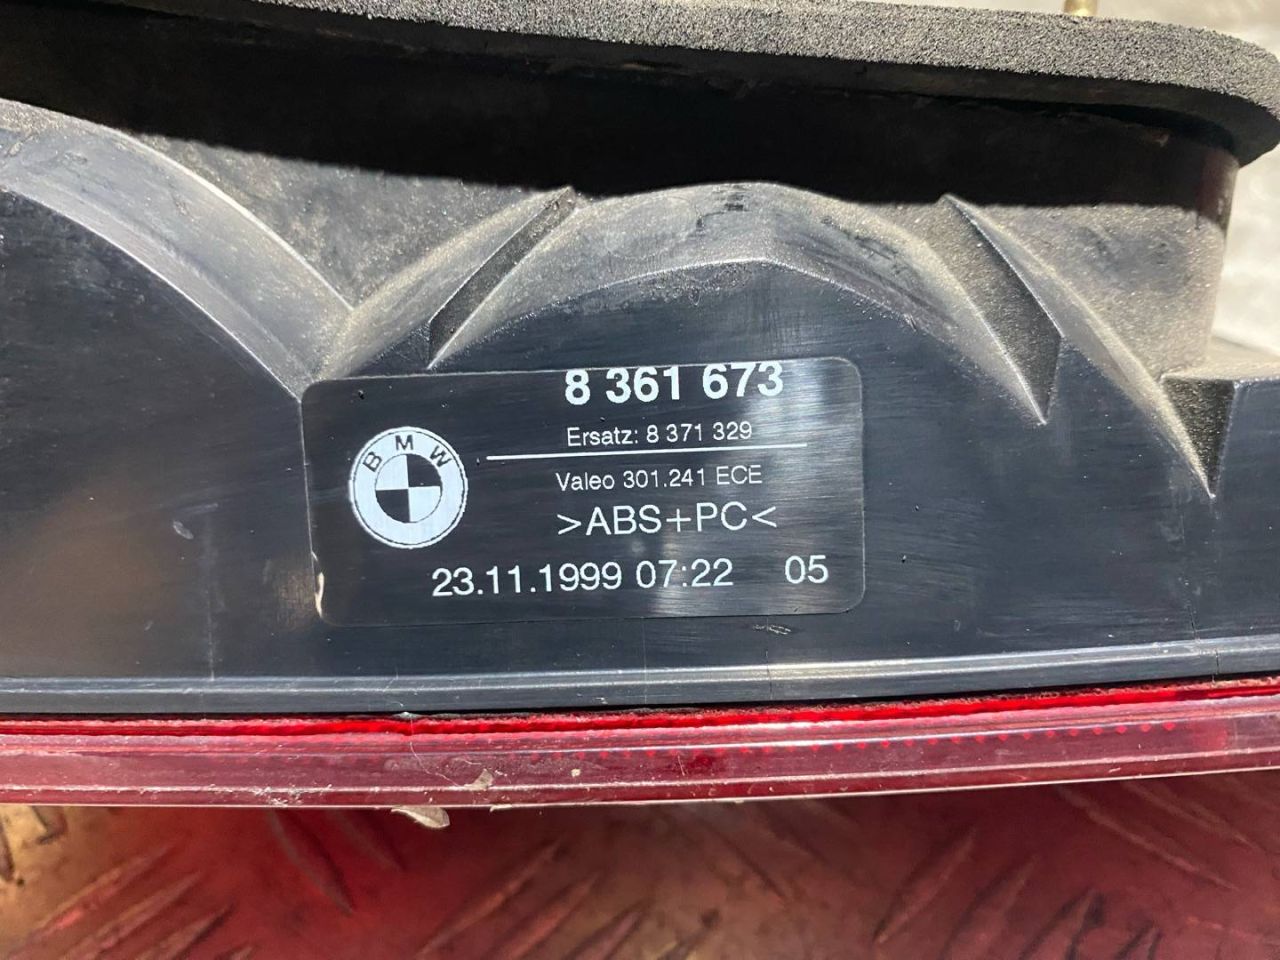 8 361 673
Ersatz: 8 371 329
BMW
Valeo 301.241 ECE
>ABS+PC<
23.11.1999 07:22 05